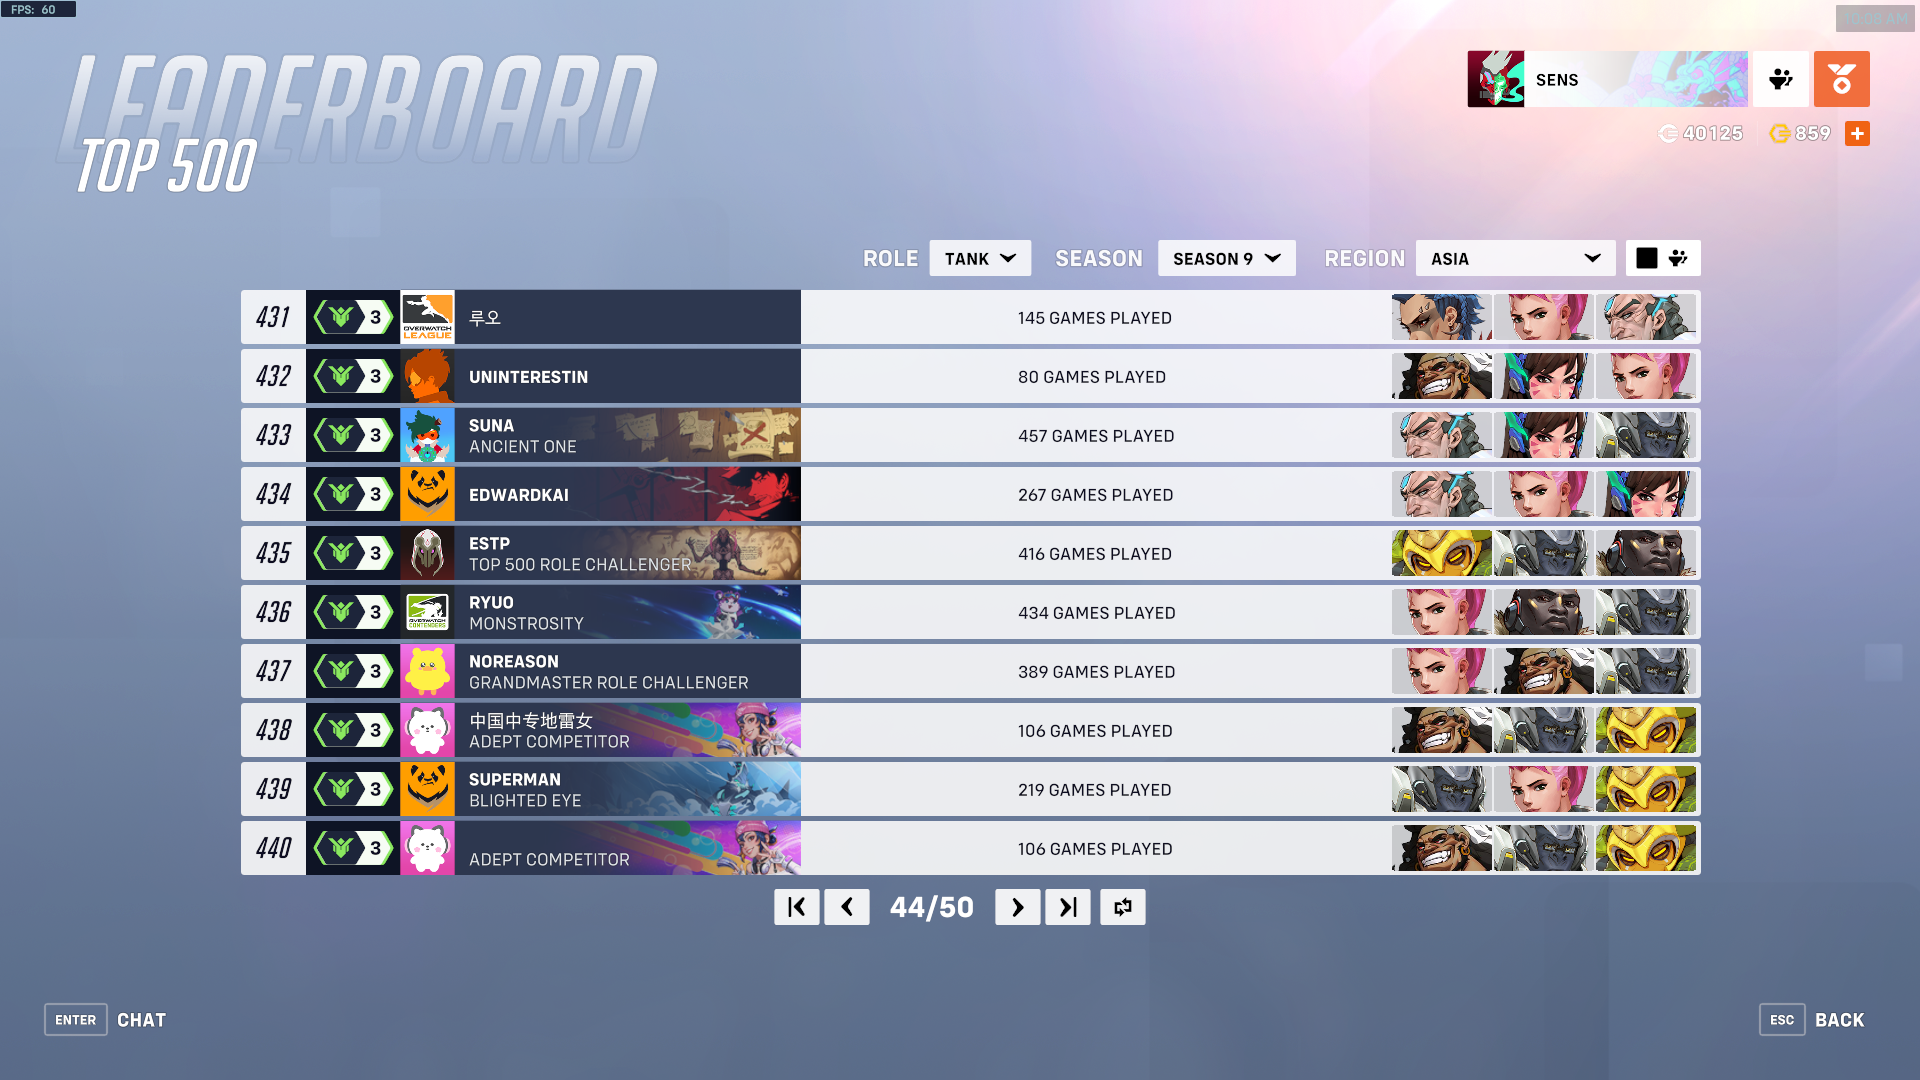 FPS: 60
10:08 AM
LEADERBOARD
TOP 500
SENS
40125
859
ROLE
TANK
SEASON
SEASON 9
REGION
ASIA
431 3 루오 145 GAMES PLAYED
OVERWATCH
LEAGUE
432 3 UNINTERESTIN 80 GAMES PLAYED
433 3 SUNA 457 GAMES PLAYED
ANCIENT ONE
434 3 EDWARDKAI 267 GAMES PLAYED
435 3 ESTP 416 GAMES PLAYED
TOP 500 ROLE CHALLENGER
436 3 RYUO 434 GAMES PLAYED
MONSTROSITY
OVERWATCH
CONTENDERS
437 3 NOREASON 389 GAMES PLAYED
GRANDMASTER ROLE CHALLENGER
438 3 中国中专地雷女 106 GAMES PLAYED
ADEPT COMPETITOR
439 3 SUPERMAN 219 GAMES PLAYED
BLIGHTED EYE
440 3 106 GAMES PLAYED
ADEPT COMPETITOR
44/50
ENTER CHAT
ESC BACK